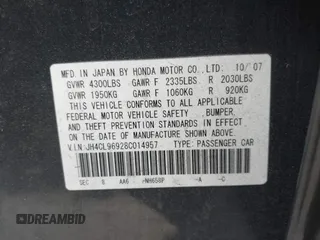 MFD. IN JAPAN BY HONDA MOTOR CO., LTD. 10/07
GVWR 4300LBS GAWR F 2335LBS R 2030LBS
GVWR 1950KG GAWR F 1060KG R 920KG
THIS VEHICLE CONFORMS TO ALL APPLICABLE
FEDERAL MOTOR VEHICLE SAFETY, BUMPER,
AND THEFT PREVENTION STANDARDS IN EFFECT ON
THE DATE OF MANUFACTURE SHOWN ABOVE.
V.I.N: JH4CL96928C014957 TYPE: PASSENGER CAR
NH658P
DREAMBID